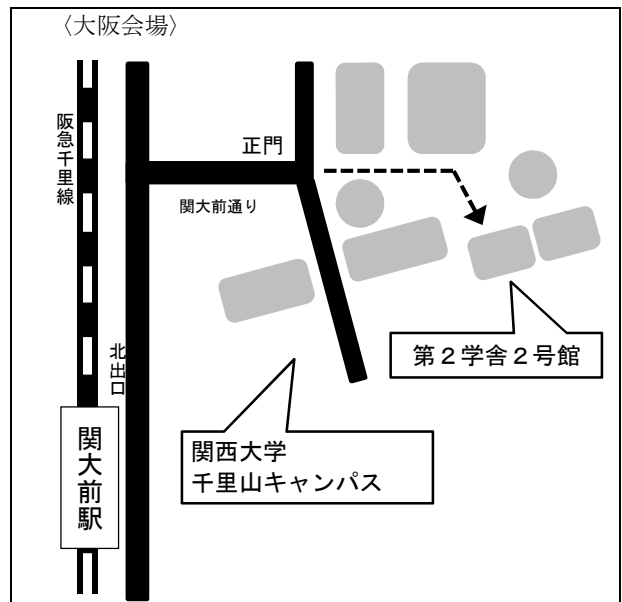 〈大阪会場〉
阪急千里線
正門
関大前通り
北出口
第２学舎２号館
関西大学
千里山キャンパス
関大前駅